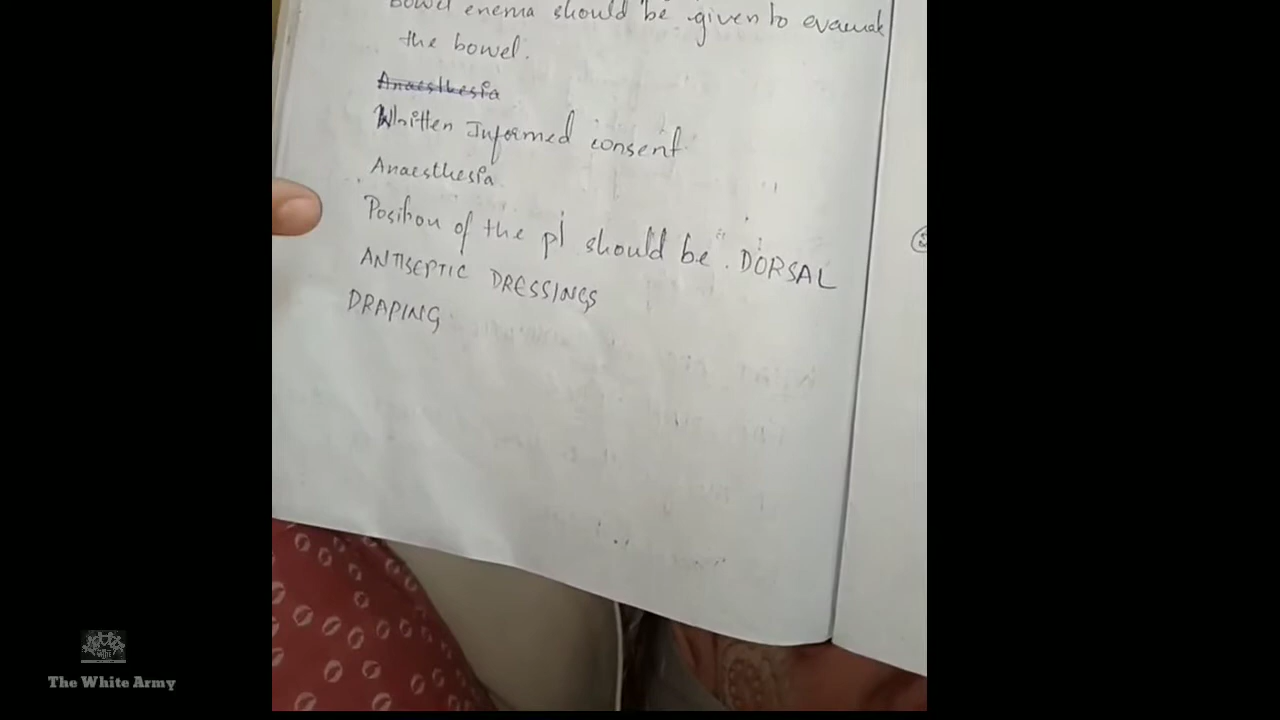 Bowel enema should be given to evacuate
the bowel.
Anaesthesia
Written Informed consent
Anaesthesia
Position of the pt should be DORSAL
ANTISEPTIC DRESSINGS
DRAPING
The White Army